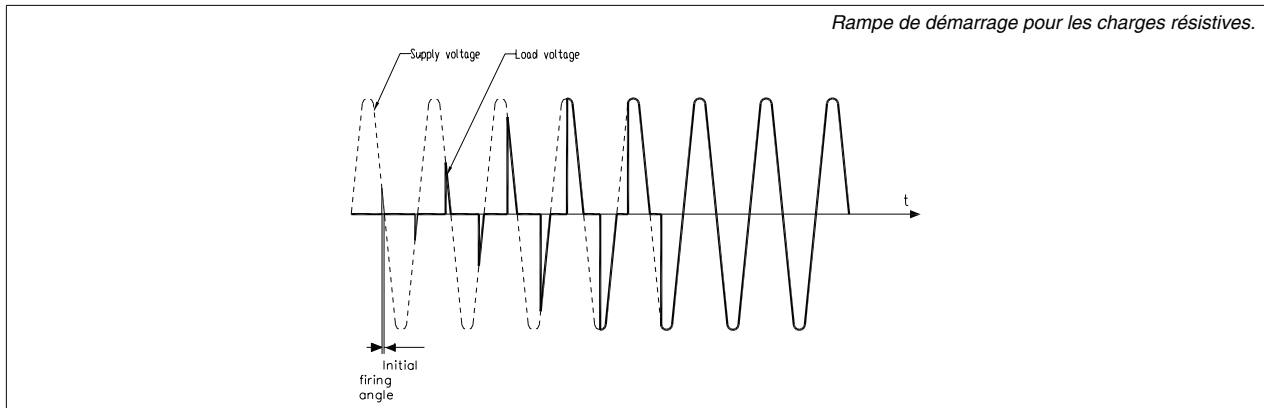 Rampe de démarrage pour les charges résistives.
Supply voltage
Load voltage
t
Initial
firing
angle